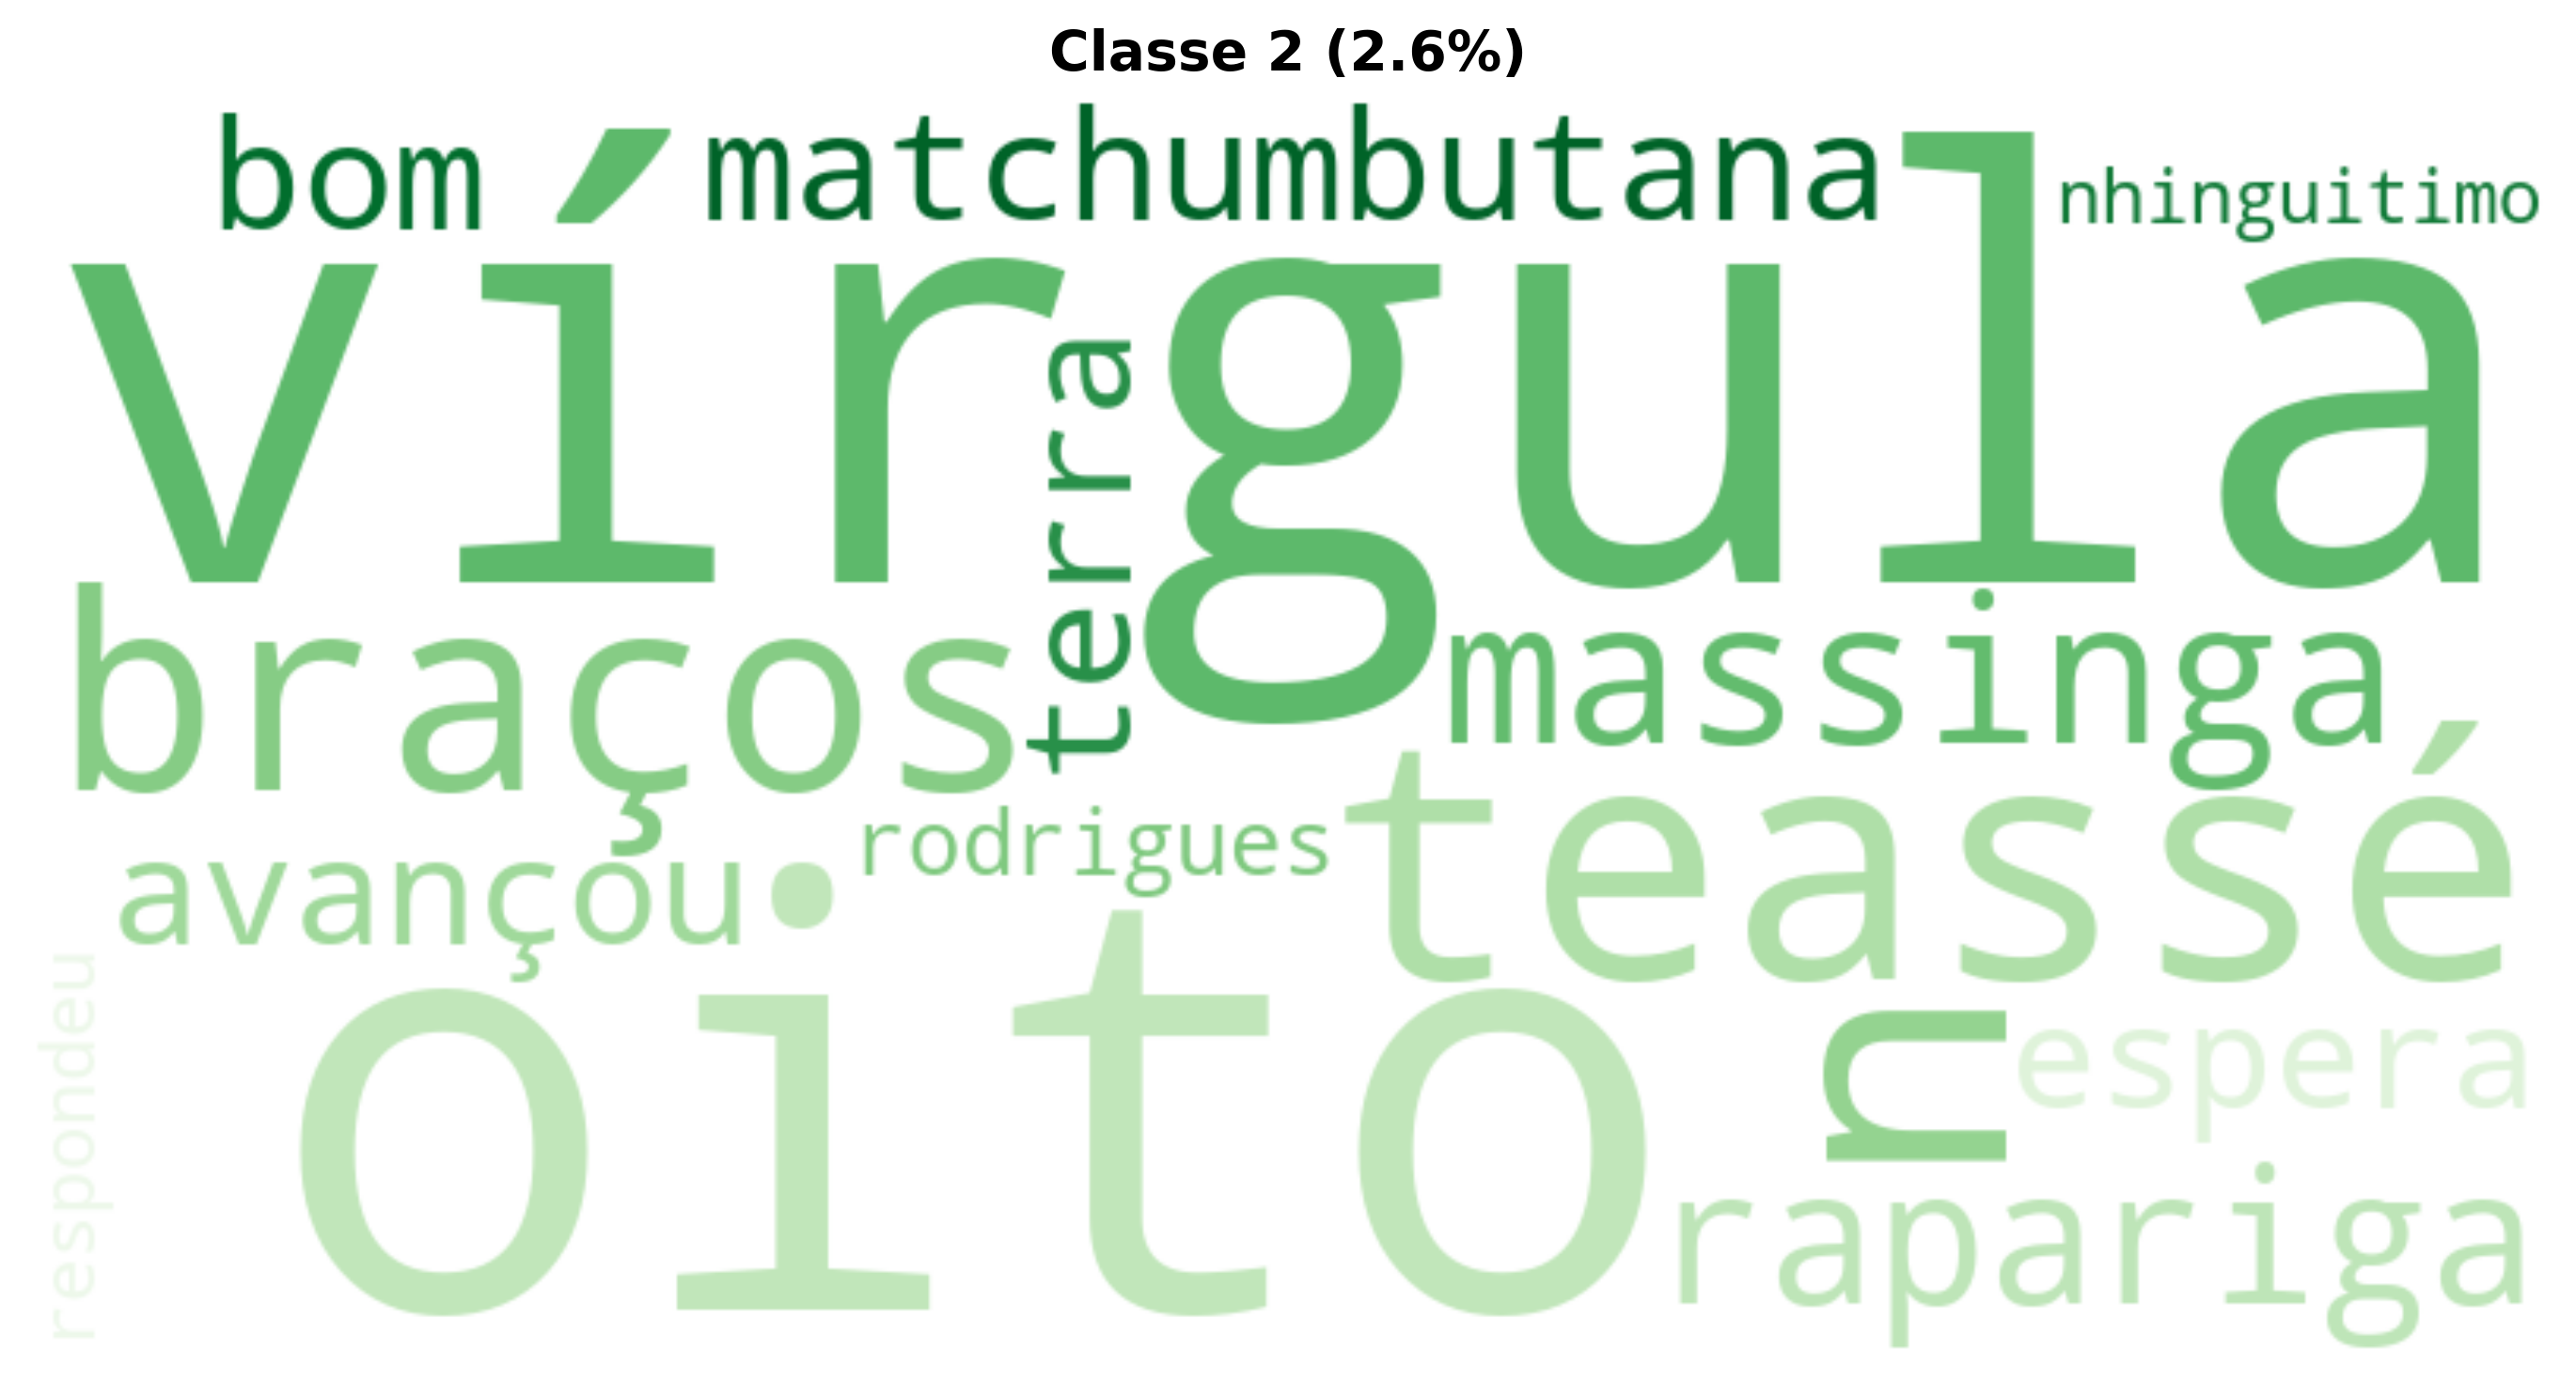 Classe 2 (2.6%)
bom
matchumbutana
nhinguitimo
vírgula
terra
braços
massinga
rodrigues
teassé
avançou
respondeu
oito
n
espera
rapariga